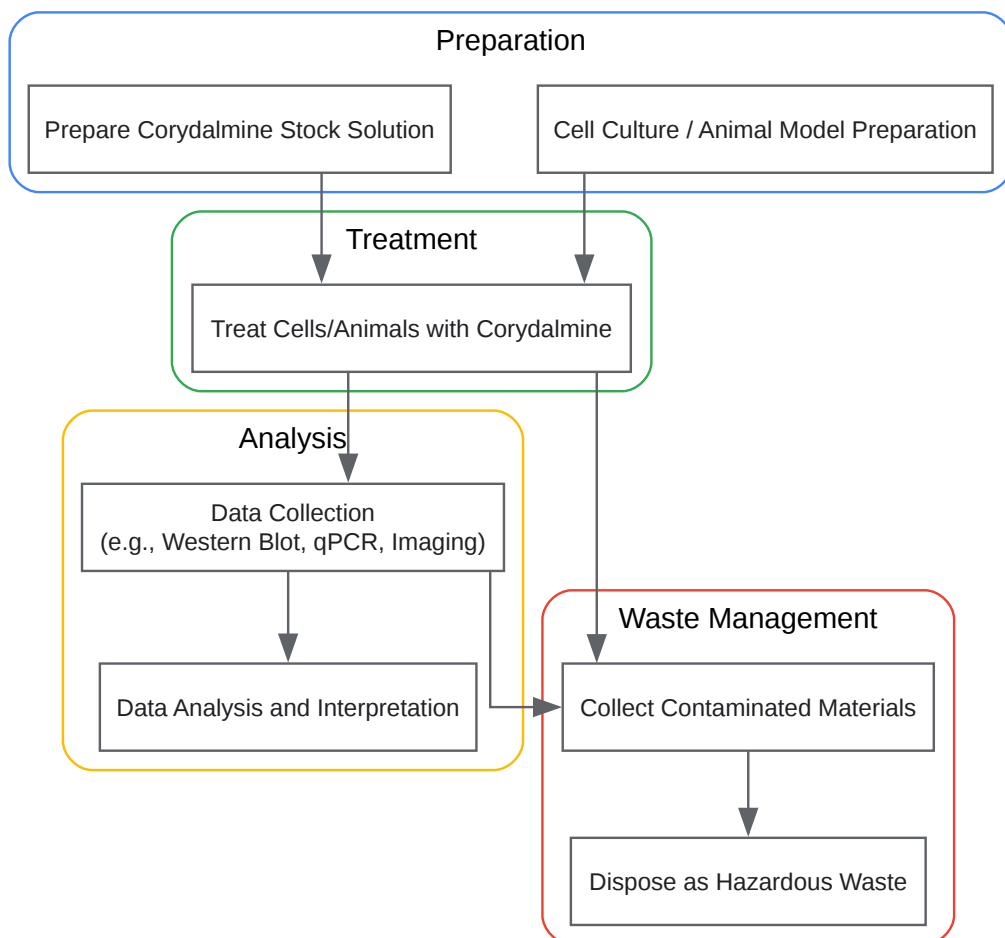 Preparation
Prepare Corydalmine Stock Solution
Cell Culture / Animal Model Preparation
Treatment
Treat Cells/Animals with Corydalmine
Analysis
Data Collection
(e.g., Western Blot, qPCR, Imaging)
Data Analysis and Interpretation
Waste Management
Collect Contaminated Materials
Dispose as Hazardous Waste